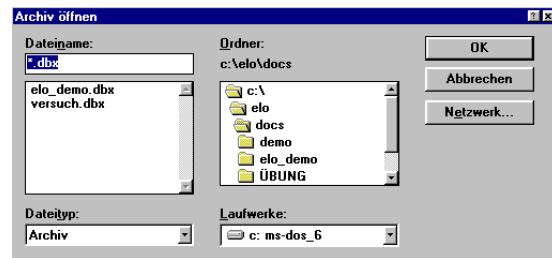 Archiv öffnen
Dateiname:
*.dbx
elo_demo.dbx
versuch.dbx
Dateityp:
Archiv
Ordner:
c:\elo\docs
c:\
elo
docs
demo
elo_demo
ÜBUNG
Laufwerke:
c: ms-dos_6
OK
Abbrechen
Netzwerk...